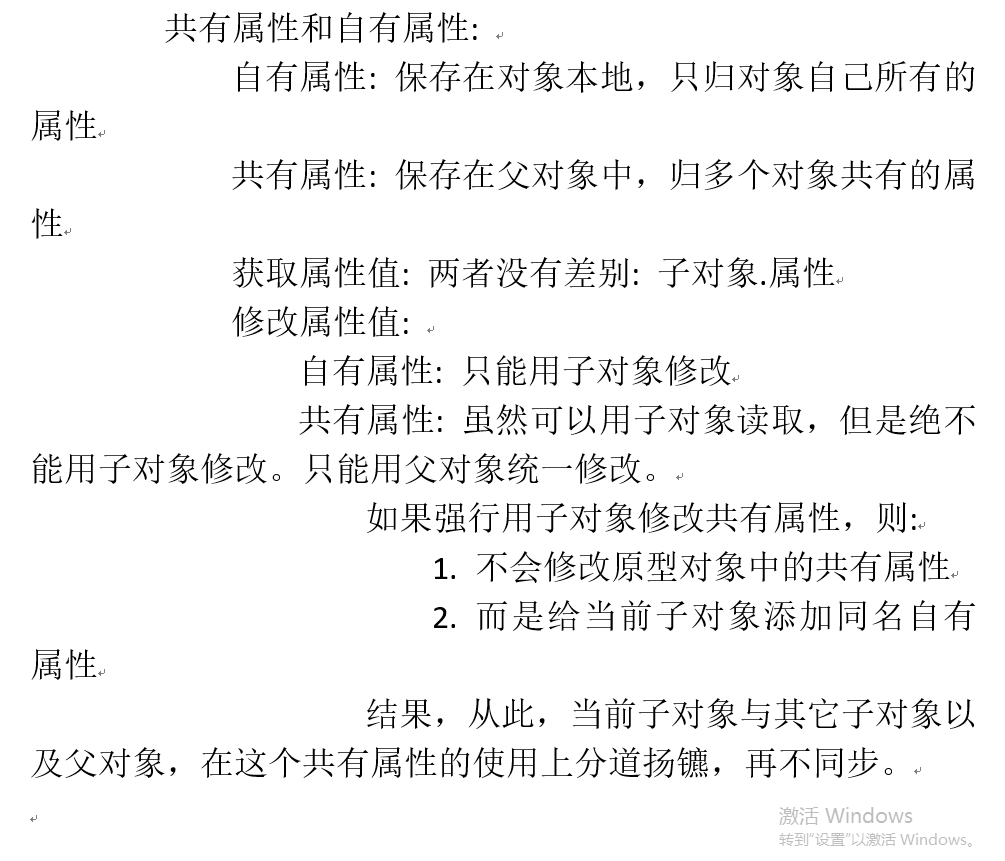 共有属性和自有属性:
自有属性: 保存在对象本地，只归对象自己所有的
属性
共有属性: 保存在父对象中，归多个对象共有的属
性
获取属性值: 两者没有差别: 子对象.属性
修改属性值:
自有属性: 只能用子对象修改
共有属性: 虽然可以用子对象读取，但是绝不
能用子对象修改。只能用父对象统一修改。
如果强行用子对象修改共有属性，则:
1. 不会修改原型对象中的共有属性
2. 而是给当前子对象添加同名自有
属性
结果，从此，当前子对象与其它子对象以
及父对象，在这个共有属性的使用上分道扬镳，再不同步。
激活 Windows
转到“设置”以激活 Windows。